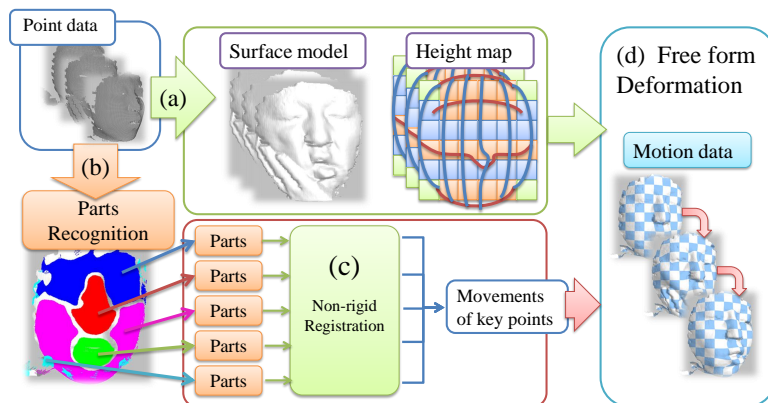 Point data
(a)
Surface model
Height map
(d) Free form
Deformation
Motion data
(b)
Parts
Recognition
Parts
Parts
Parts
Parts
Parts
(c)
Non-rigid
Registration
Movements
of key points